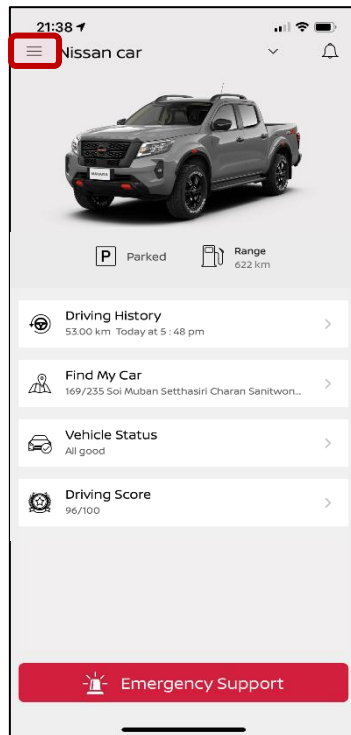 21:38
Nissan car
P Parked
Range
622 km
Driving History
53.00 km Today at 5 : 48 pm
Find My Car
169/235 Soi Muban Setthasiri Charan Sanitwon...
Vehicle Status
All good
Driving Score
96/100
Emergency Support